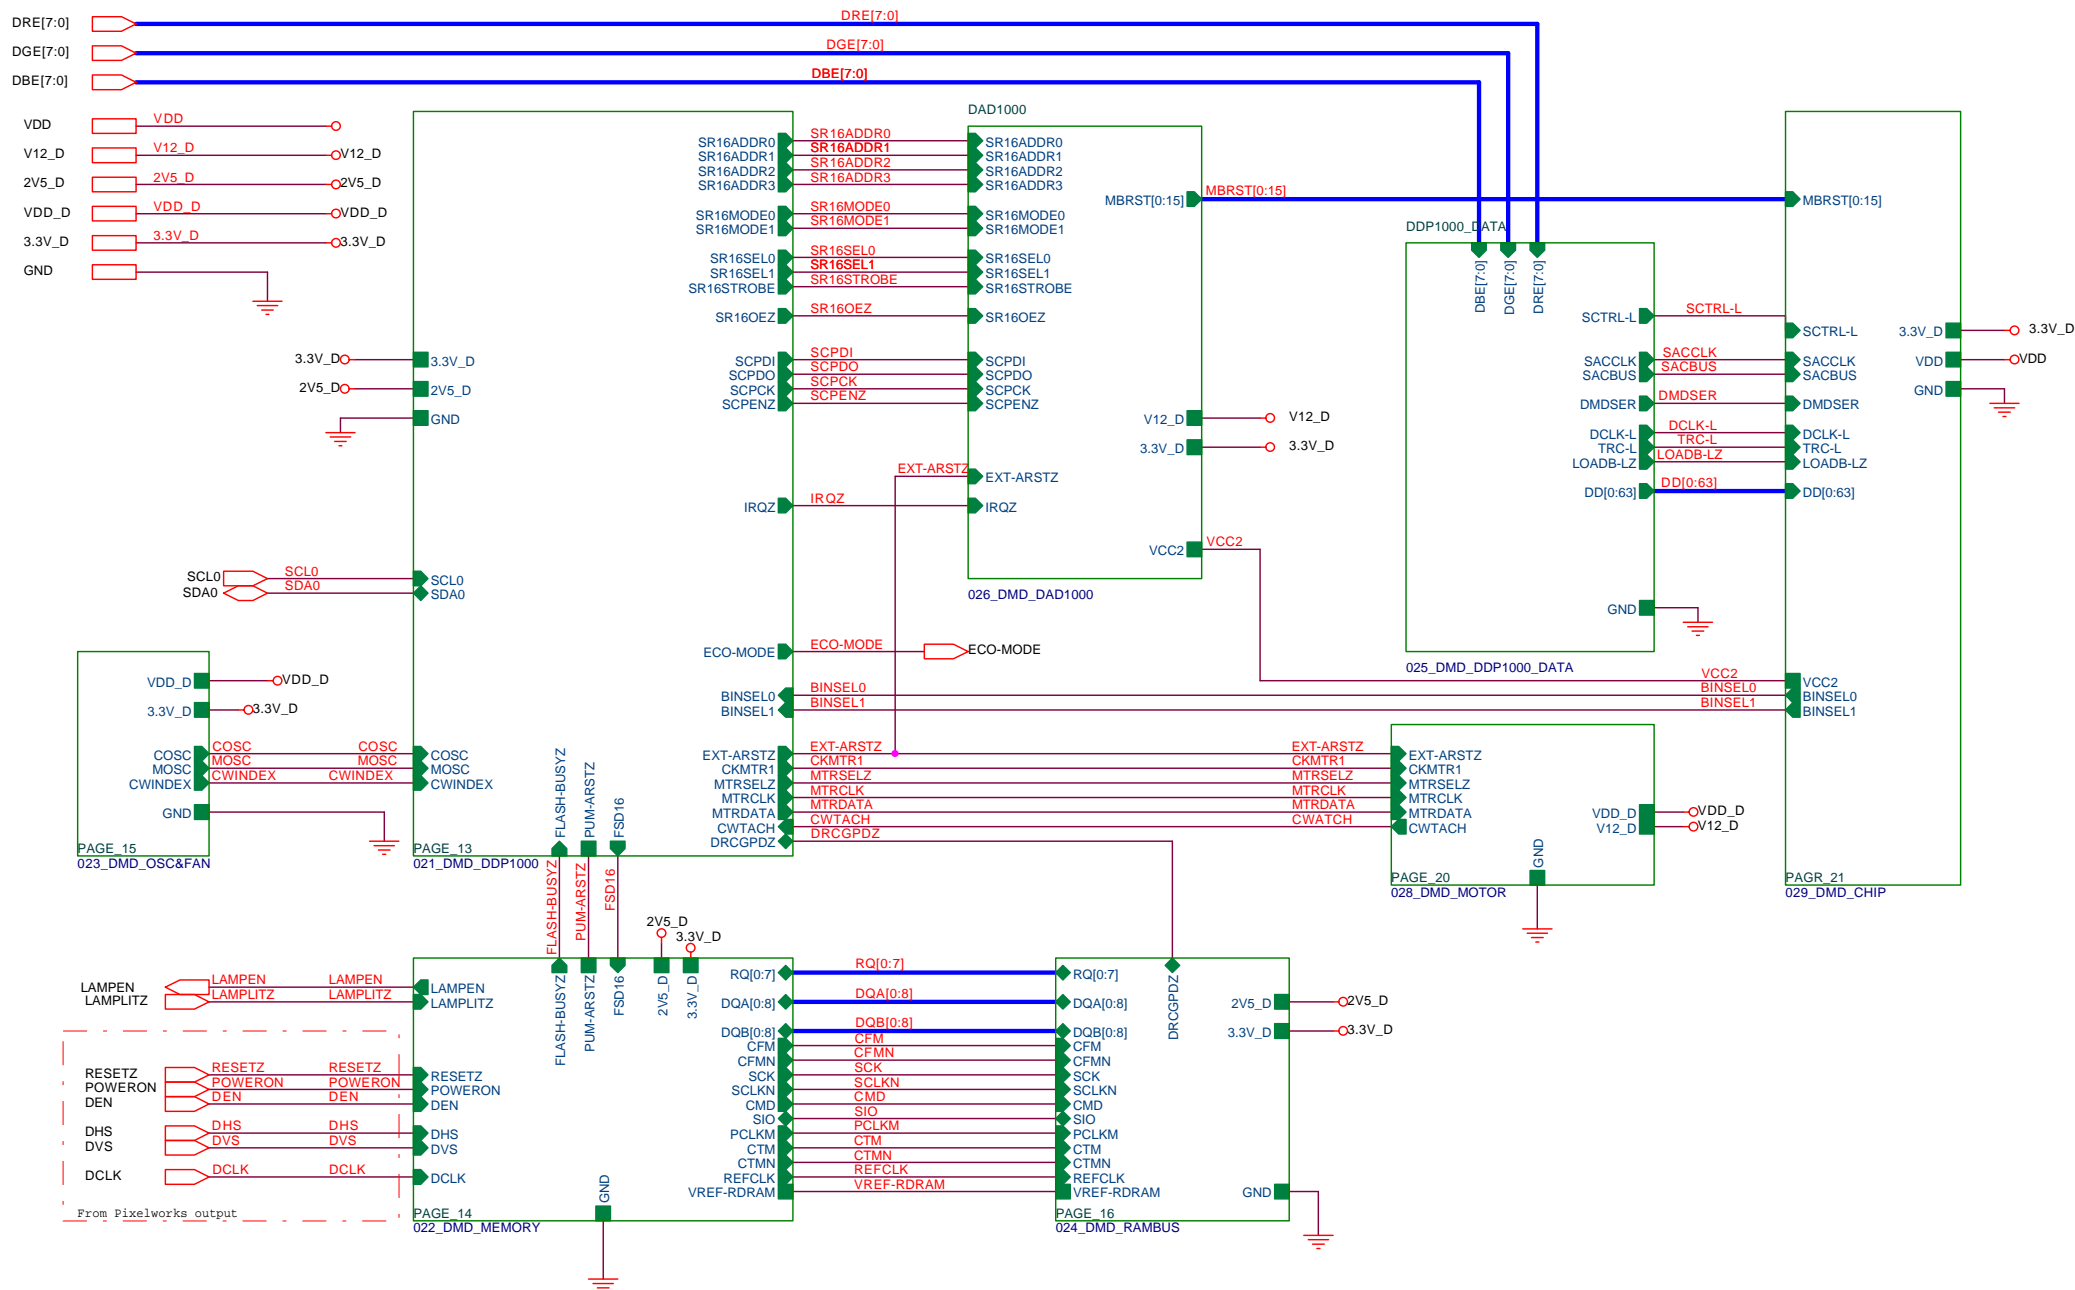 DRE[7:0] DRE[7:0]
DGE[7:0] DGE[7:0]
DBE[7:0] DBE[7:0]
VDD VDD
V12_D V12_D V12_D
2V5_D 2V5_D 2V5_D
VDD_D VDD_D VDD_D
3.3V_D 3.3V_D 3.3V_D
GND
3.3V_D 3.3V_D
2V5_D 2V5_D
GND
SCL0 SCL0 SCL0
SDA0 SDA0 SDA0
VDD_D VDD_D
3.3V_D 3.3V_D
COSC COSC COSC COSC
MOSC MOSC MOSC MOSC
CWINDEX CWINDEX CWINDEX CWINDEX
GND
PAGE_15
023_DMD_OSC&FAN
SR16ADDR0 SR16ADDR0 SR16ADDR0
SR16ADDR1 SR16ADDR1 SR16ADDR1
SR16ADDR2 SR16ADDR2 SR16ADDR2
SR16ADDR3 SR16ADDR3 SR16ADDR3
SR16MODE0 SR16MODE0 SR16MODE0
SR16MODE1 SR16MODE1 SR16MODE1
SR16SEL0 SR16SEL0 SR16SEL0
SR16SEL1 SR16SEL1 SR16SEL1
SR16STROBE SR16STROBE SR16STROBE
SR16OEZ SR16OEZ SR16OEZ
SCPDI SCPDI SCPDI
SCPDO SCPDO SCPDO
SCPCK SCPCK SCPCK
SCPENZ SCPENZ SCPENZ
EXT-ARSTZ EXT-ARSTZ
IRQZ IRQZ IRQZ
ECO-MODE ECO-MODE ECO-MODE
BINSEL0 BINSEL0 BINSEL0 BINSEL0
BINSEL1 BINSEL1 BINSEL1 BINSEL1
EXT-ARSTZ EXT-ARSTZ EXT-ARSTZ EXT-ARSTZ
CKMTR1 CKMTR1 CKMTR1 CKMTR1
MTRSELZ MTRSELZ MTRSELZ MTRSELZ
MTRCLK MTRCLK MTRCLK MTRCLK
MTRDATA MTRDATA MTRDATA MTRDATA
CWTACH CWTACH CWATCH CWTACH
DRCGPDZ DRCGPDZ
FLASH-BUSYZ
PUM-ARSTZ
FSD16
PAGE_13
021_DMD_DDP1000
DAD1000
MBRST[0:15] MBRST[0:15] MBRST[0:15]
V12_D V12_D
3.3V_D 3.3V_D
VCC2 VCC2
026_DMD_DAD1000
DDP1000_DATA
DBE[7:0]
DGE[7:0]
DRE[7:0]
SCTRL-L SCTRL-L SCTRL-L
SACCLK SACCLK SACCLK
SACBUS SACBUS SACBUS
DMDSER DMDSER DMDSER
DCLK-L DCLK-L DCLK-L
TRC-L TRC-L TRC-L
LOADB-LZ LOADB-LZ LOADB-LZ
DD[0:63] DD[0:63] DD[0:63]
GND
025_DMD_DDP1000_DATA
3.3V_D 3.3V_D
VDD VDD
GND
VCC2 VCC2
VDD_D VDD_D
V12_D V12_D
GND
PAGE_20
028_DMD_MOTOR
PAGR_21
029_DMD_CHIP
FLASH-BUSYZ
PUM-ARSTZ
FSD16
2V5_D
3.3V_D
FLASH-BUSYZ
PUM-ARSTZ
FSD16
2V5_D
3.3V_D
LAMPEN LAMPEN LAMPEN LAMPEN
LAMPLITZ LAMPLITZ LAMPLITZ LAMPLITZ
RESETZ RESETZ RESETZ RESETZ
POWERON POWERON POWERON POWERON
DEN DEN DEN DEN
DHS DHS DHS DHS
DVS DVS DVS DVS
DCLK DCLK DCLK DCLK
From Pixelworks output
GND
PAGE_14
022_DMD_MEMORY
RQ[0:7] RQ[0:7] RQ[0:7]
DQA[0:8] DQA[0:8] DQA[0:8]
DQB[0:8] DQB[0:8] DQB[0:8]
CFM CFM CFM
CFMN CFMN CFMN
SCK SCK SCK
SCLKN SCLKN SCLKN
CMD CMD CMD
SIO SIO SIO
PCLKM PCLKM PCLKM
CTM CTM CTM
CTMN CTMN CTMN
REFCLK REFCLK REFCLK
VREF-RDRAM VREF-RDRAM VREF-RDRAM
DRCGPDZ
2V5_D 2V5_D
3.3V_D 3.3V_D
GND
PAGE_16
024_DMD_RAMBUS